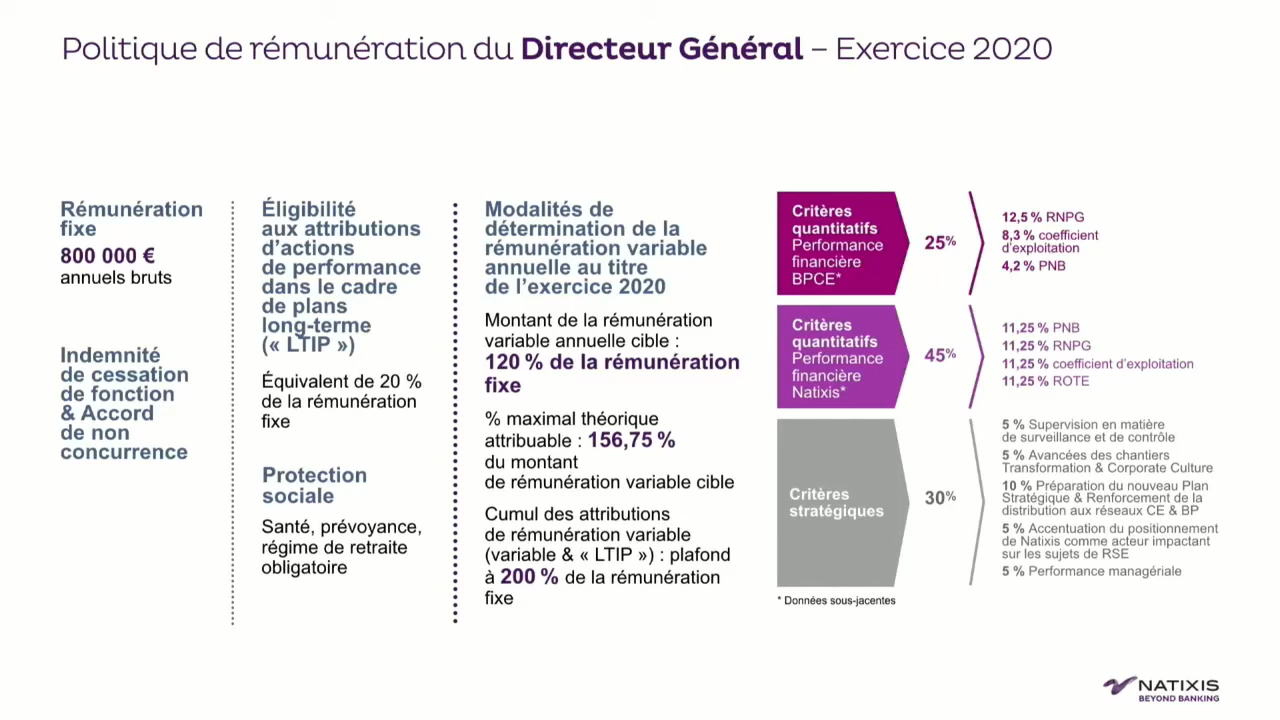 Politique de rémunération du Directeur Général – Exercice 2020
Rémunération
fixe
800 000 €
annuels bruts
Indemnité
de cessation
de fonction
& Accord
de non
concurrence
Éligibilité
aux attributions
d'actions
de performance
dans le cadre
de plans
long-terme
(« LTIP »)
Équivalent de 20 %
de la rémunération
fixe
Protection
sociale
Santé, prévoyance,
régime de retraite
obligatoire
Modalités de
détermination de la
rémunération variable
annuelle au titre
de l'exercice 2020
Montant de la rémunération
variable annuelle cible :
120 % de la rémunération
fixe
% maximal théorique
attribuable : 156,75 %
du montant
de rémunération variable cible
Cumul des attributions
de rémunération variable
(variable & « LTIP ») : plafond
à 200 % de la rémunération
fixe
Critères
quantitatifs
Performance
financière
BPCE*
25%
12,5 % RNPG
8,3 % coefficient
d'exploitation
4,2 % PNB
Critères
quantitatifs
Performance
financière
Natixis*
45%
11,25 % PNB
11,25 % RNPG
11,25 % coefficient d'exploitation
11,25 % ROTE
Critères
stratégiques
30%
5 % Supervision en matière
de surveillance et de contrôle
5 % Avancées des chantiers
Transformation & Corporate Culture
10 % Préparation du nouveau Plan
Stratégique & Renforcement de la
distribution aux réseaux CE & BP
5 % Accentuation du positionnement
de Natixis comme acteur impactant
sur les sujets de RSE
5 % Performance managériale
* Données sous-jacentes
NATIXIS
BEYOND BANKING